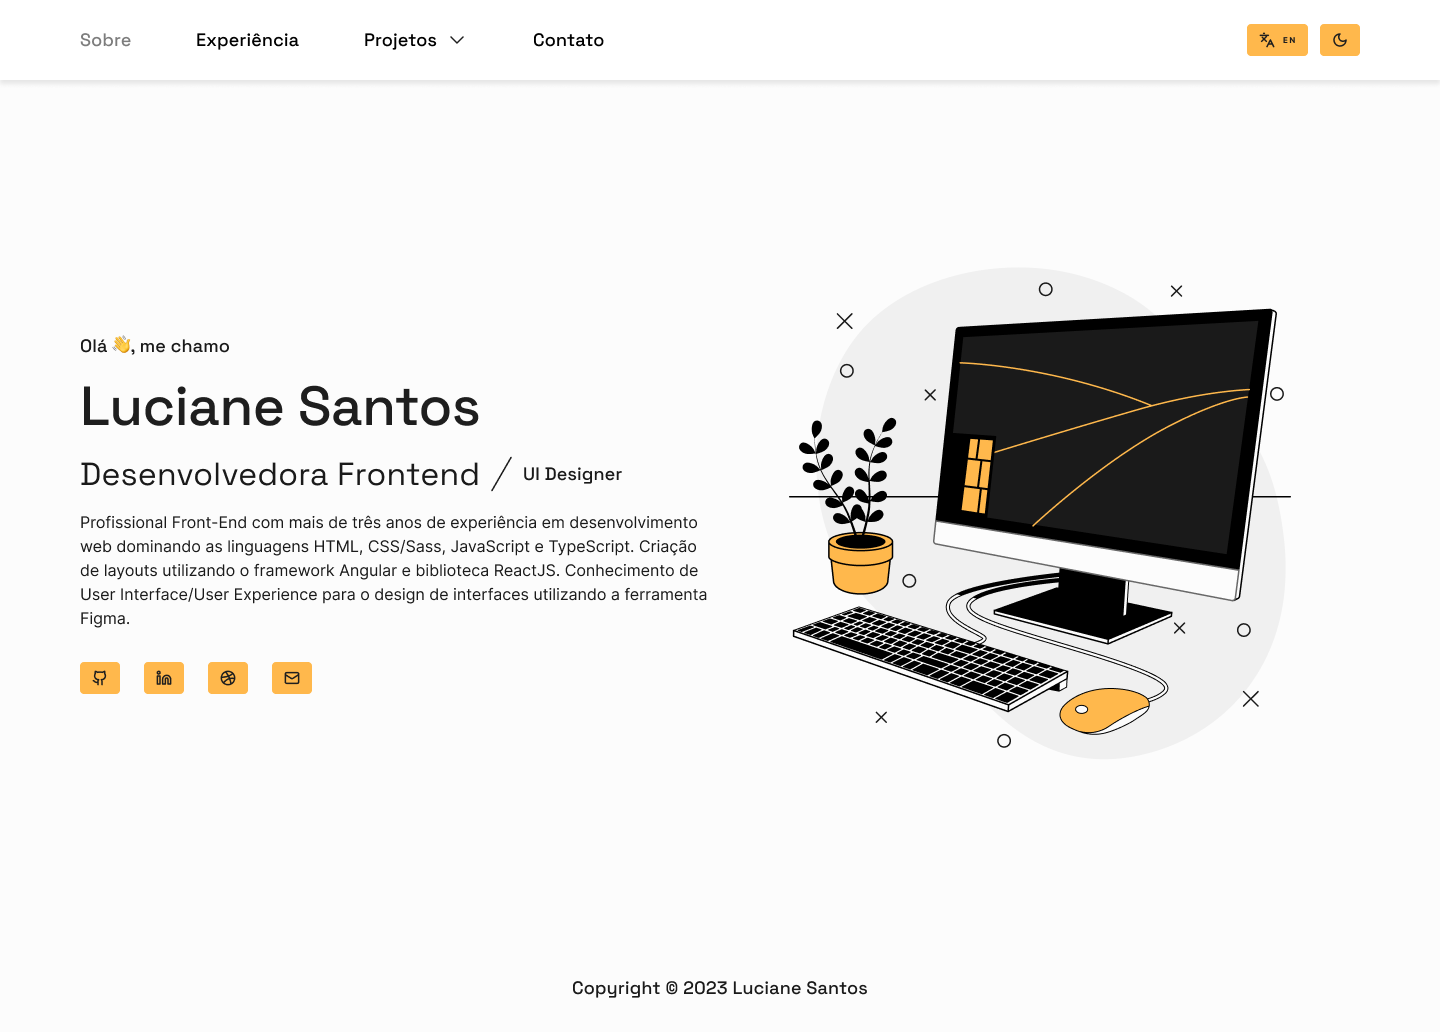 Sobre Experiência Projetos Contato EN
Olá 👋, me chamo
Luciane Santos
Desenvolvedora Frontend / UI Designer
Profissional Front-End com mais de três anos de experiência em desenvolvimento
web dominando as linguagens HTML, CSS/Sass, JavaScript e TypeScript. Criação
de layouts utilizando o framework Angular e biblioteca ReactJS. Conhecimento de
User Interface/User Experience para o design de interfaces utilizando a ferramenta
Figma.
Copyright © 2023 Luciane Santos